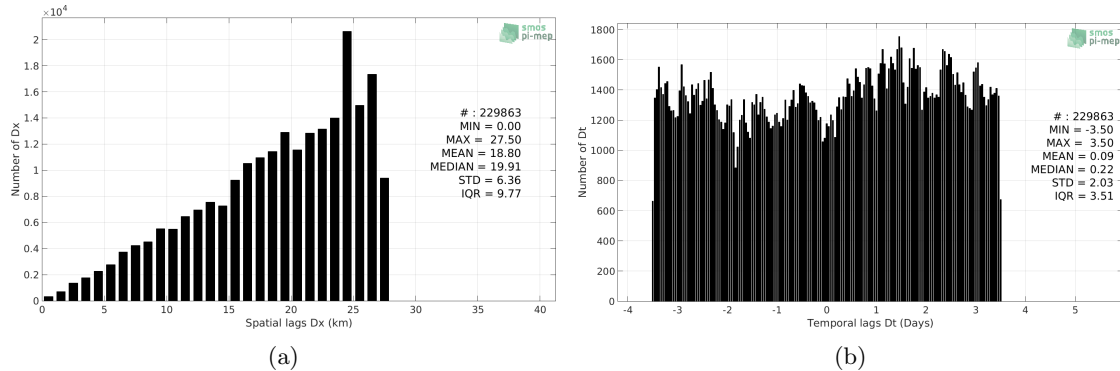 ×10⁴
2
1.8
1.6
1.4
1.2
1
0.8
0.6
0.4
0.2
0
Number of Dx
0 5 10 15 20 25 30 35 40
Spatial lags Dx (km)
smos
pi-mep
# : 229863
MIN = 0.00
MAX = 27.50
MEAN = 18.80
MEDIAN = 19.91
STD = 6.36
IQR = 9.77
(a)
1800
1600
1400
1200
1000
800
600
400
200
0
Number of Dt
-4 -3 -2 -1 0 1 2 3 4 5
Temporal lags Dt (Days)
smos
pi-mep
# : 229863
MIN = -3.50
MAX = 3.50
MEAN = 0.09
MEDIAN = 0.22
STD = 2.03
IQR = 3.51
(b)